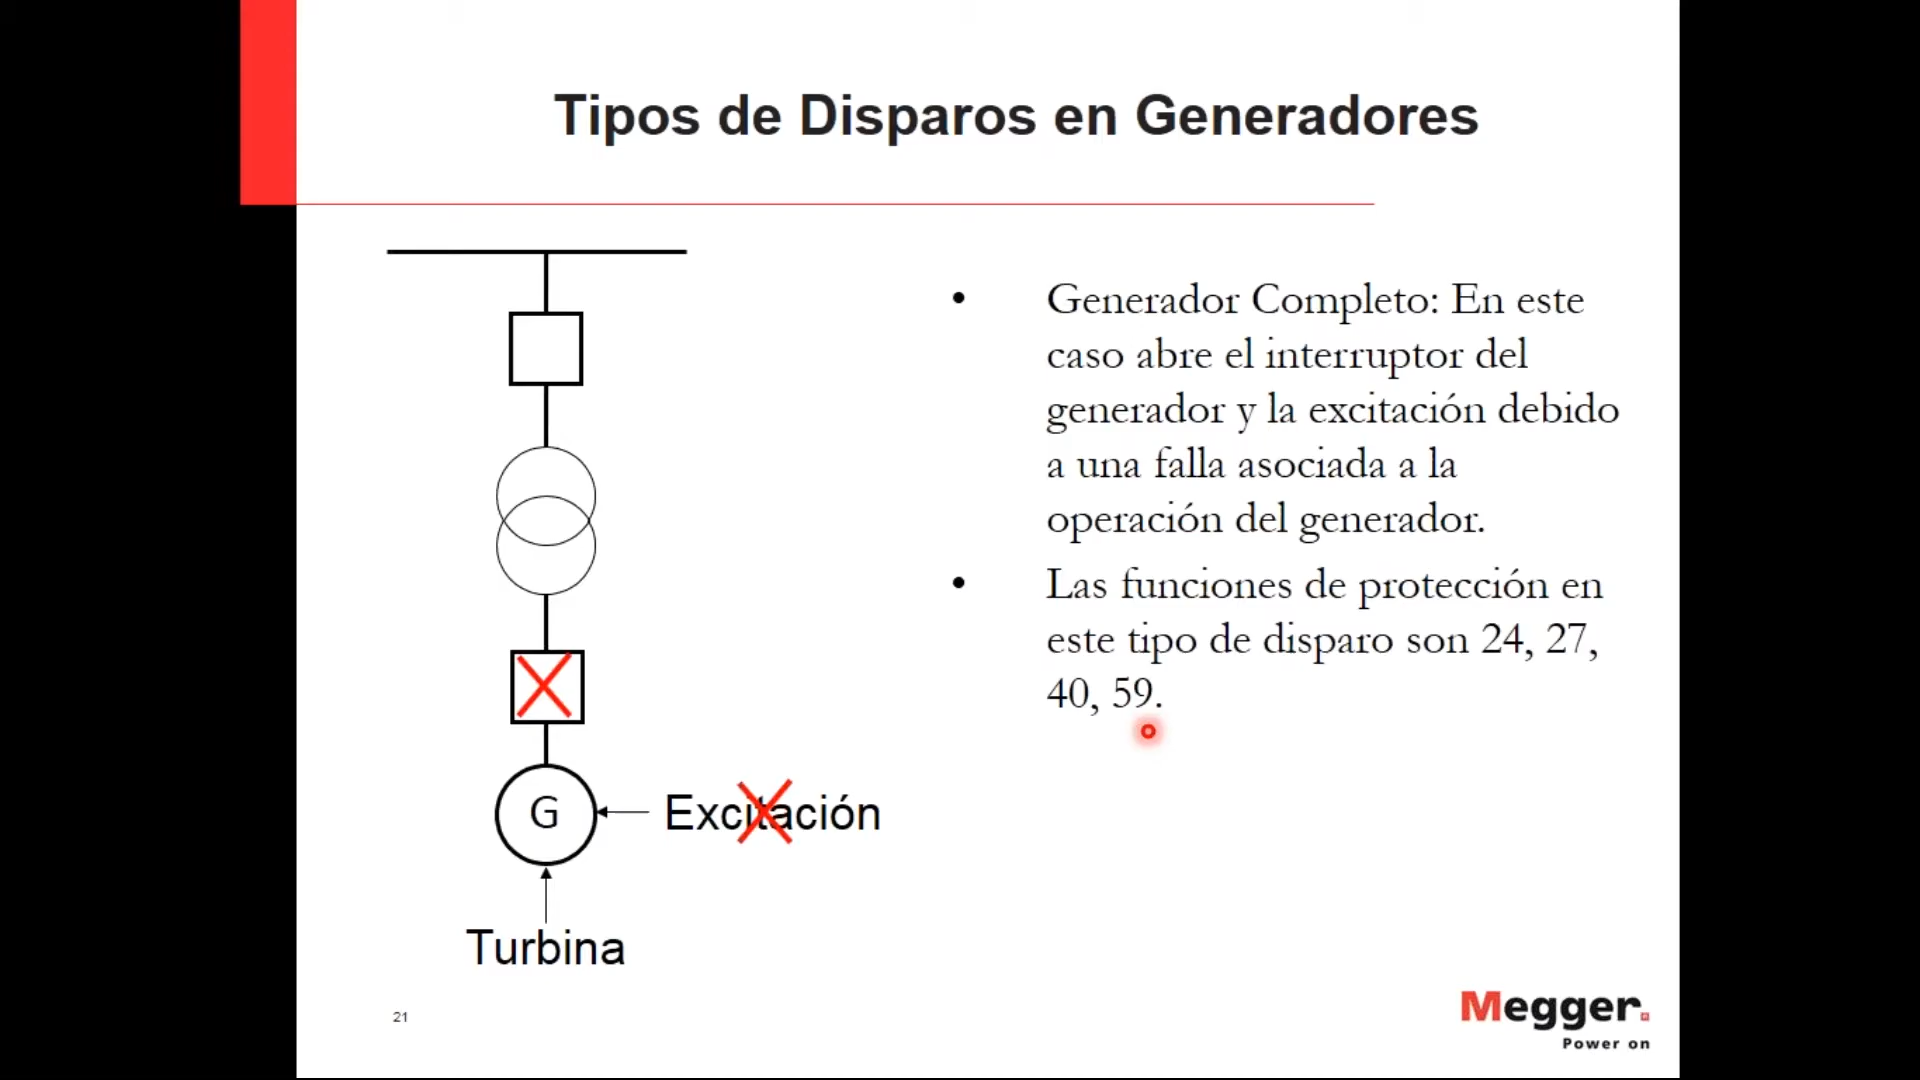 Tipos de Disparos en Generadores
Generador Completo: En este
caso abre el interruptor del
generador y la excitación debido
a una falla asociada a la
operación del generador.
Las funciones de protección en
este tipo de disparo son 24, 27,
40, 59.
G
Excitación
Turbina
21
Megger.
Power on